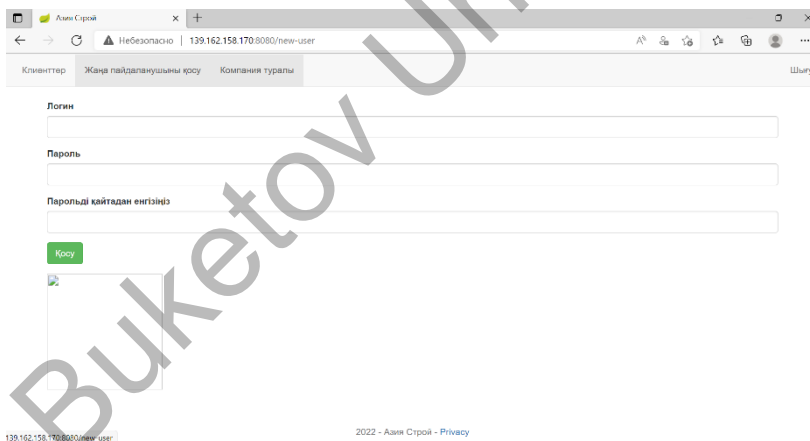 Азия Строй
Небезопасно | 139.162.158.170:8080/new-user
Клиенттер Жаңа пайдаланушыны қосу Компания туралы Шығу
Логин
Пароль
Парольді қайтадан енгізіңіз
Қосу
2022 - Азия Строй - Privacy
139.162.158.170:8080/new-user
Buketov